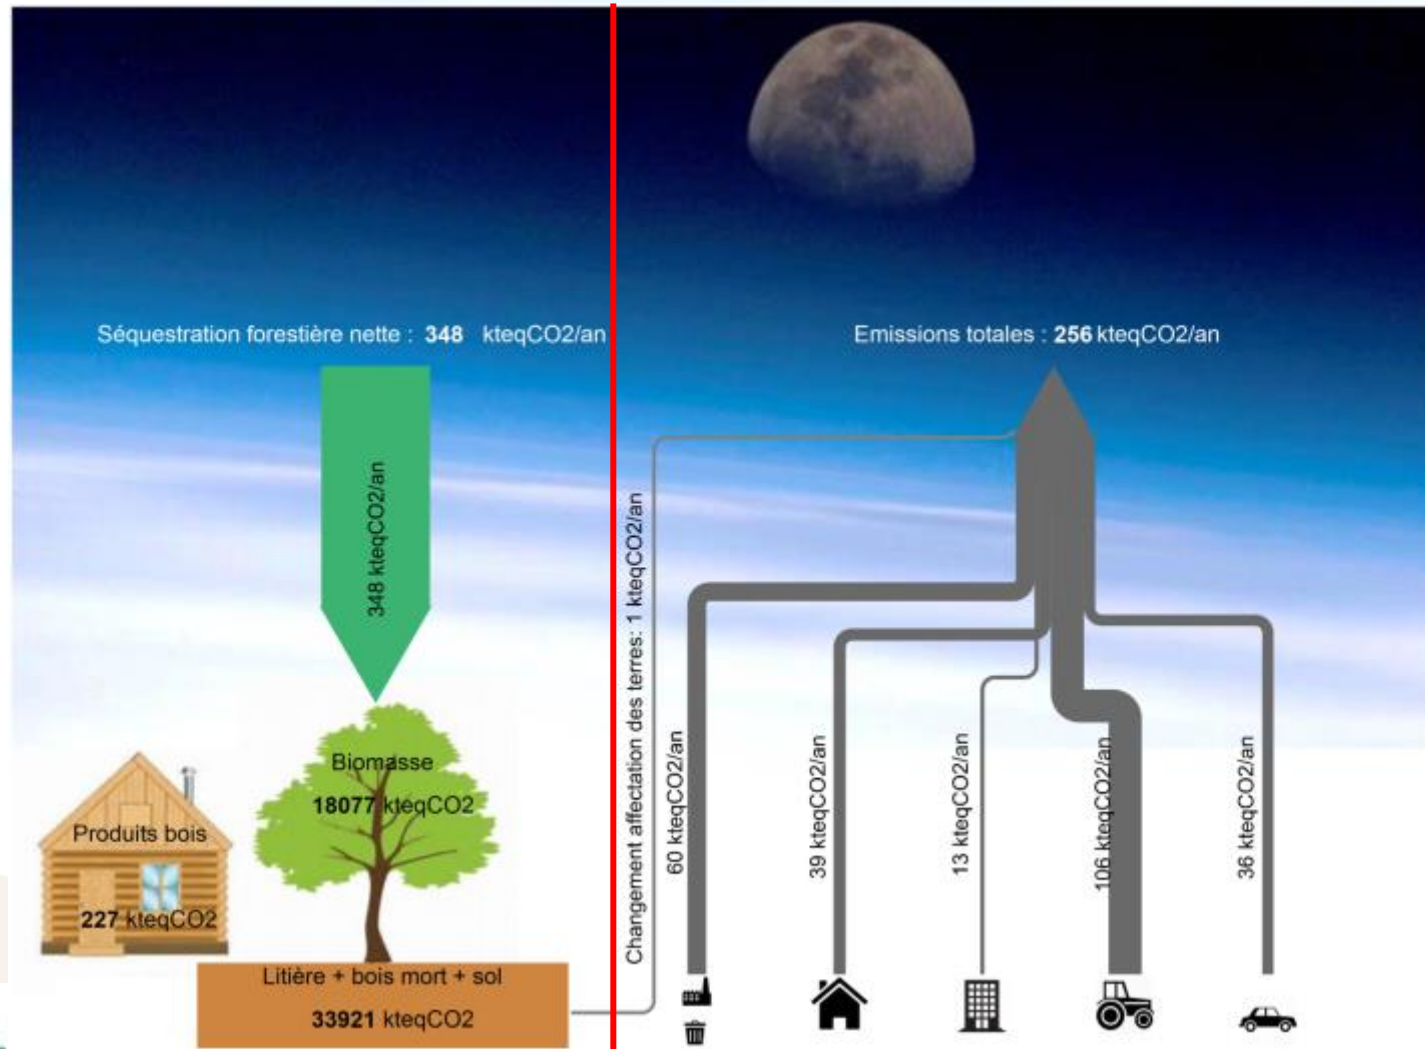 Séquestration forestière nette : 348 kteqCO2/an
348 kteqCO2/an
Biomasse
18077 kteqCO2
Produits bois
227 kteqCO2
Litière + bois mort + sol
33921 kteqCO2
Emissions totales : 256 kteqCO2/an
Changement affectation des terres: 1 kteqCO2/an
60 kteqCO2/an
39 kteqCO2/an
13 kteqCO2/an
106 kteqCO2/an
36 kteqCO2/an